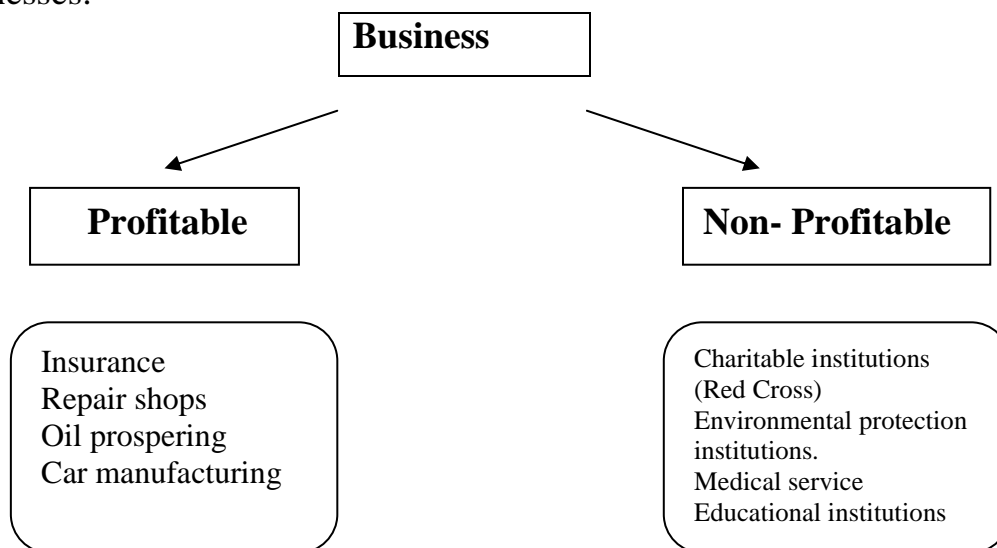 Business
Profitable
Non- Profitable
Insurance
Repair shops
Oil prospering
Car manufacturing
Charitable institutions
(Red Cross)
Environmental protection
institutions.
Medical service
Educational institutions